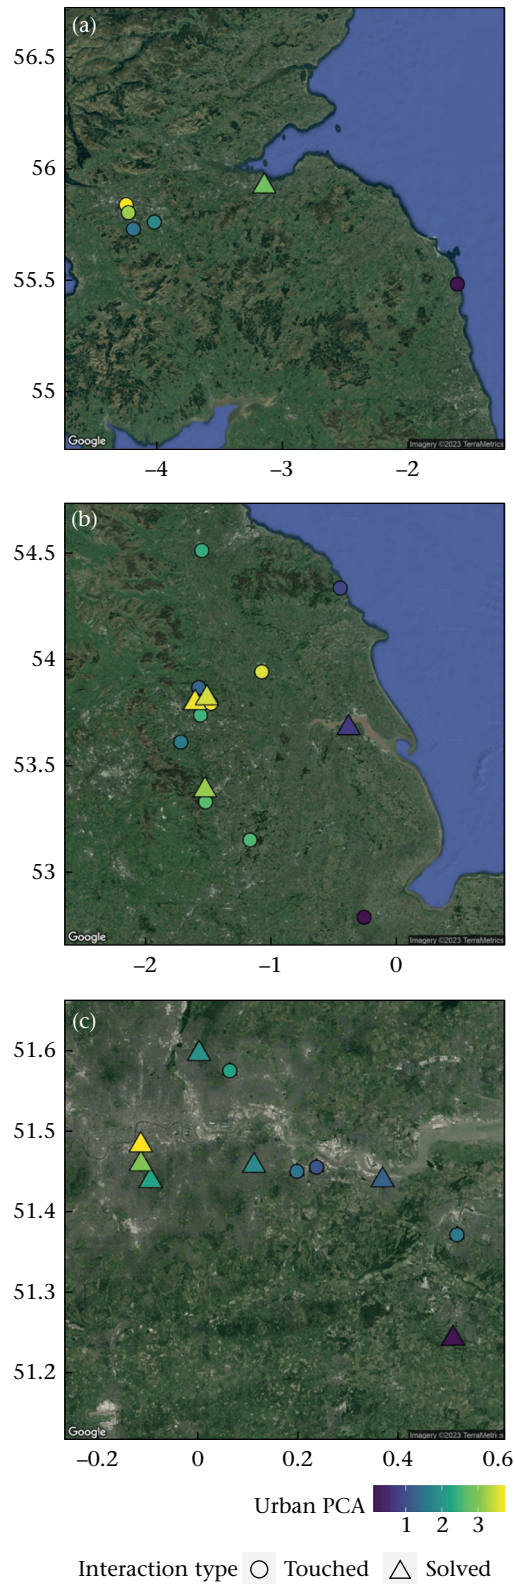 (a)
56.5
56
55.5
55
Google
Imagery ©2023 TerraMetrics
−4 −3 −2
(b)
54.5
54
53.5
53
Google
Imagery ©2023 TerraMetrics
−2 −1 0
(c)
51.6
51.5
51.4
51.3
51.2
Google
Imagery ©2023 TerraMetrics
−0.2 0 0.2 0.4 0.6
Urban PCA
1 2 3
Interaction type Touched Solved